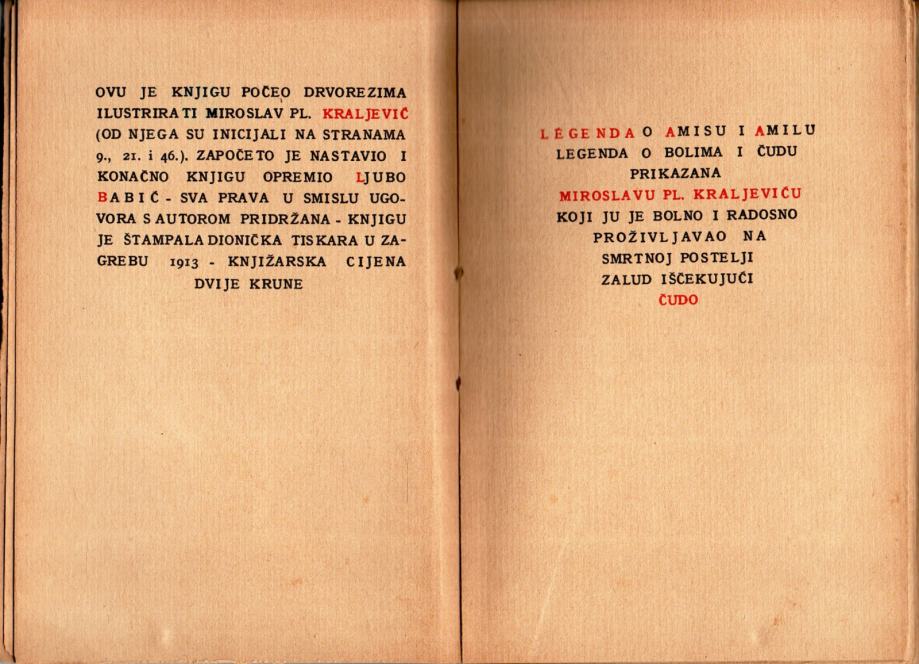 OVU JE KNJIGU POČEO DRVOREZIMA
ILUSTRIRATI MIROSLAV PL. KRALJEVIĆ
(OD NJEGA SU INICIJALI NA STRANAMA
9., 21. i 46.). ZAPOČETO JE NASTAVIO I
KONAČNO KNJIGU OPREMIO LJUBO
BABIĆ - SVA PRAVA U SMISLU UGO-
VORA S AUTOROM PRIDRŽANA - KNJIGU
JE ŠTAMPALA DIONIČKA TISKARA U ZA-
GREBU 1913 - KNJIŽARSKA CIJENA
DVIJE KRUNE
LEGENDA O AMISU I AMILU
LEGENDA O BOLIMA I ČUDU
PRIKAZANA
MIROSLAVU PL. KRALJEVIĆU
KOJI JU JE BOLNO I RADOSNO
PROŽIVLJAVAO NA
SMRTNOJ POSTELJI
ZALUD IŠČEKUJUĆI
ČUDO